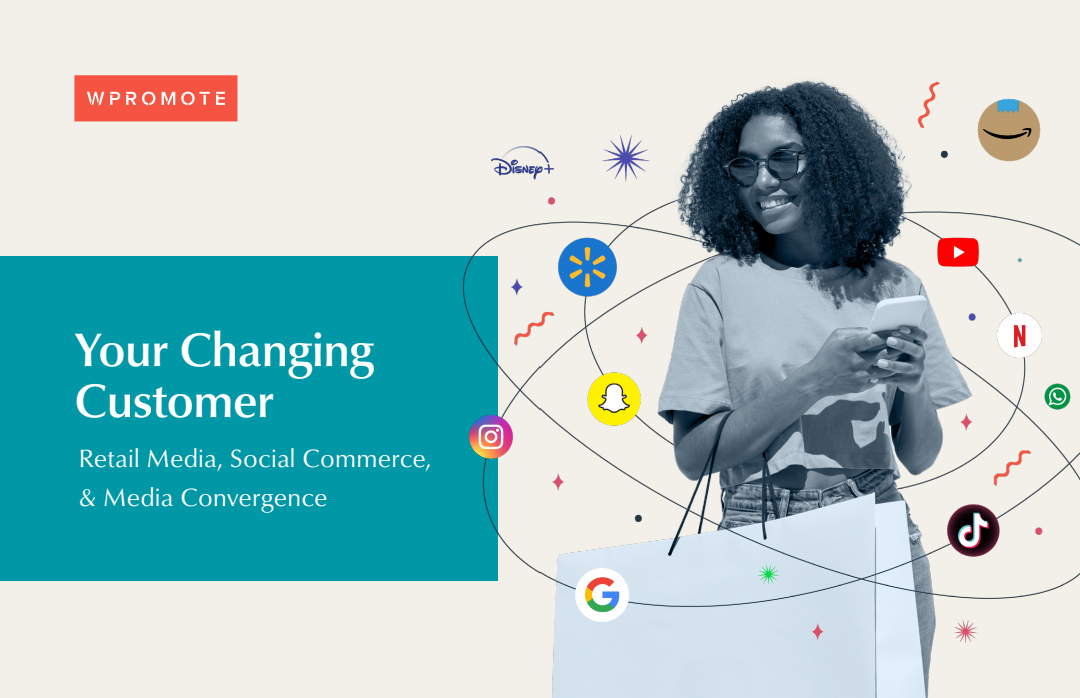 WPROMOTE
Disney+
N
G
Your Changing
Customer
Retail Media, Social Commerce,
& Media Convergence